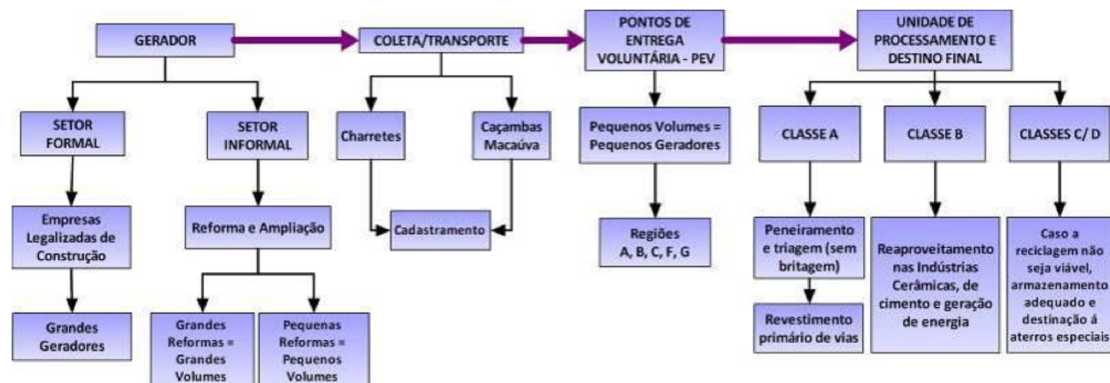 GERADOR
COLETA/TRANSPORTE
PONTOS DE
ENTREGA
VOLUNTÁRIA - PEV
UNIDADE DE
PROCESSAMENTO E
DESTINO FINAL
SETOR
FORMAL
SETOR
INFORMAL
Charretes
Caçambas
Macaúva
Pequenos Volumes =
Pequenos Geradores
CLASSE A
CLASSE B
CLASSES C/ D
Empresas
Legalizadas de
Construção
Reforma e Ampliação
Cadastramento
Regiões
A, B, C, F, G
Peneiramento
e triagem (sem
britagem)
Reaproveitamento
nas Indústrias
Cerâmicas, de
cimento e geração
de energia
Caso a
reciclagem não
seja viável,
armazenamento
adequado e
destinação á
aterros especiais
Grandes
Geradores
Grandes
Reformas =
Grandes
Volumes
Pequenas
Reformas =
Pequenos
Volumes
Revestimento
primário de vias